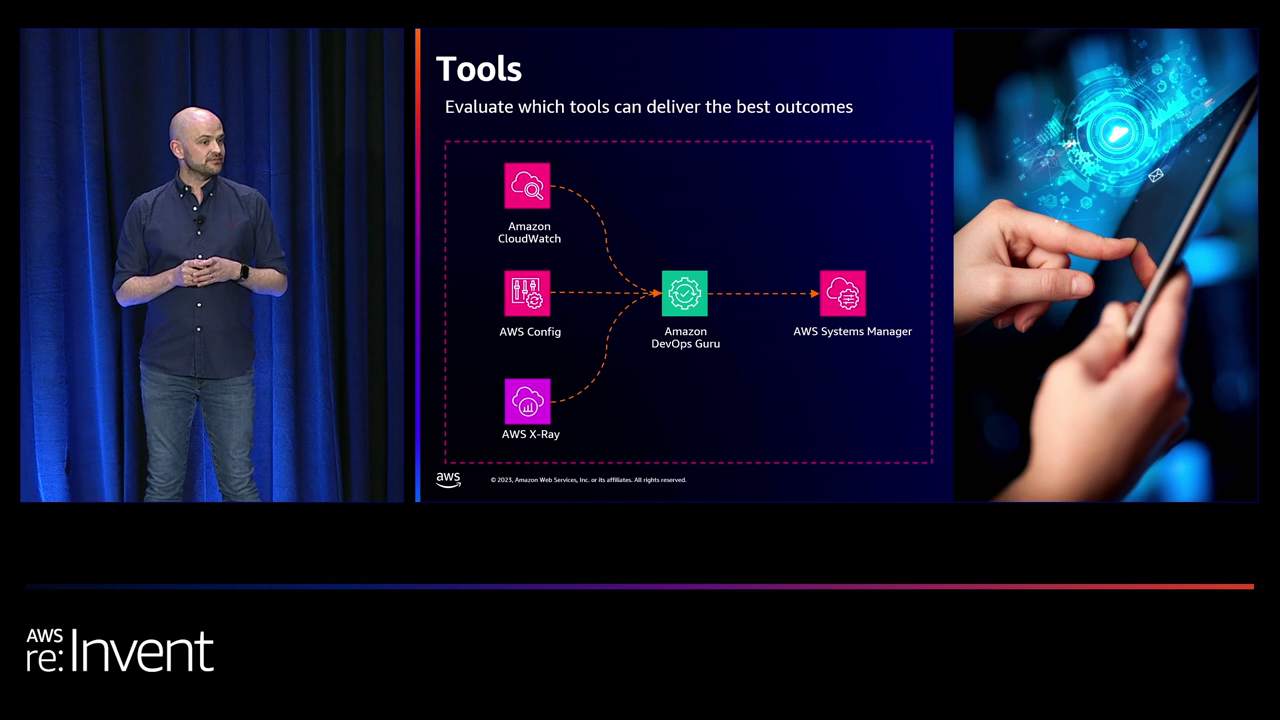 Tools
Evaluate which tools can deliver the best outcomes
Amazon
CloudWatch
AWS Config
Amazon
DevOps Guru
AWS Systems Manager
AWS X-Ray
aws
© 2023, Amazon Web Services, Inc. or its affiliates. All rights reserved.
AWS
re:Invent